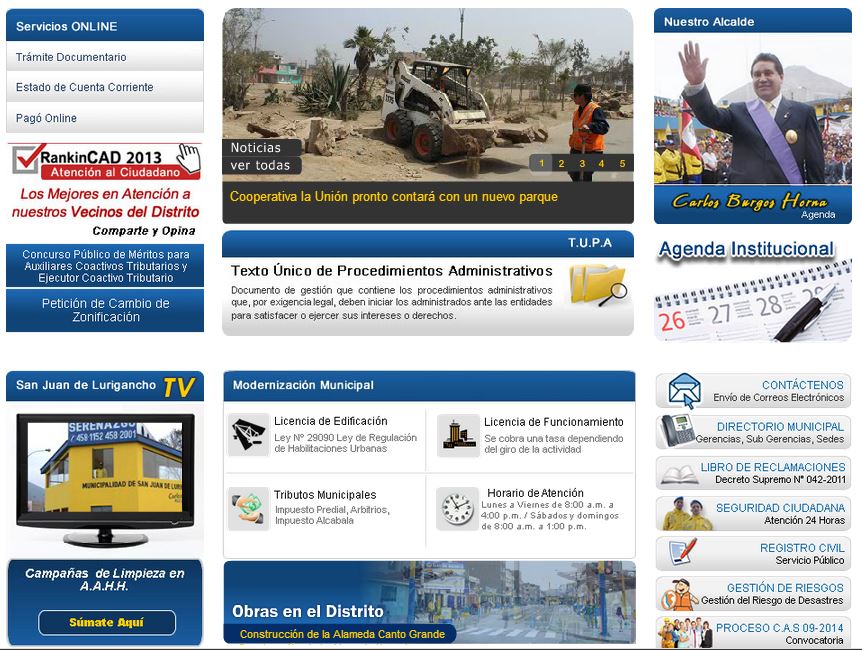 Servicios ONLINE
Trámite Documentario
Estado de Cuenta Corriente
Pagó Online
RankinCAD 2013
Atención al Ciudadano
Los Mejores en Atención a
nuestros Vecinos del Distrito
Comparte y Opina
Concurso Público de Méritos para
Auxiliares Coactivos Tributarios y
Ejecutor Coactivo Tributario
Petición de Cambio de
Zonificación
Noticias
ver todas
1 2 3 4 5
Cooperativa la Unión pronto contará con un nuevo parque
T.U.P.A
Texto Único de Procedimientos Administrativos
Documento de gestión que contiene los procedimientos administrativos
que, por exigencia legal, deben iniciar los administrados ante las entidades
para satisfacer o ejercer sus intereses o derechos.
Nuestro Alcalde
Carlos Burgos Horna
Agenda
Agenda Institucional
26 27 28
San Juan de Lurigancho TV
SERENAZGO
458 1152 458 2001
MUNICIPALIDAD DE SAN JUAN DE LURI
Campañas de Limpieza en
A.A.H.H.
Súmate Aquí
Modernización Municipal
Licencia de Edificación
Ley Nº 29090 Ley de Regulación
de Habilitaciones Urbanas
Licencia de Funcionamiento
Se cobra una tasa dependiendo
del giro de la actividad
Tributos Municipales
Impuesto Predial, Arbitrios,
Impuesto Alcabala
Horario de Atención
Lunes a Viernes de 8:00 a.m. a
4:00 p.m. / Sábados y domingos
de 8:00 a.m. a 1:00 p.m.
Obras en el Distrito
Construcción de la Alameda Canto Grande
CONTÁCTENOS
Envío de Correos Electrónicos
DIRECTORIO MUNICIPAL
Gerencias, Sub Gerencias, Sedes
LIBRO DE RECLAMACIONES
Decreto Supremo N° 042-2011
SEGURIDAD CIUDADANA
Atención 24 Horas
REGISTRO CIVIL
Servicio Público
GESTIÓN DE RIESGOS
Gestión del Riesgo de Desastres
PROCESO C.A.S 09-2014
Convocatoria